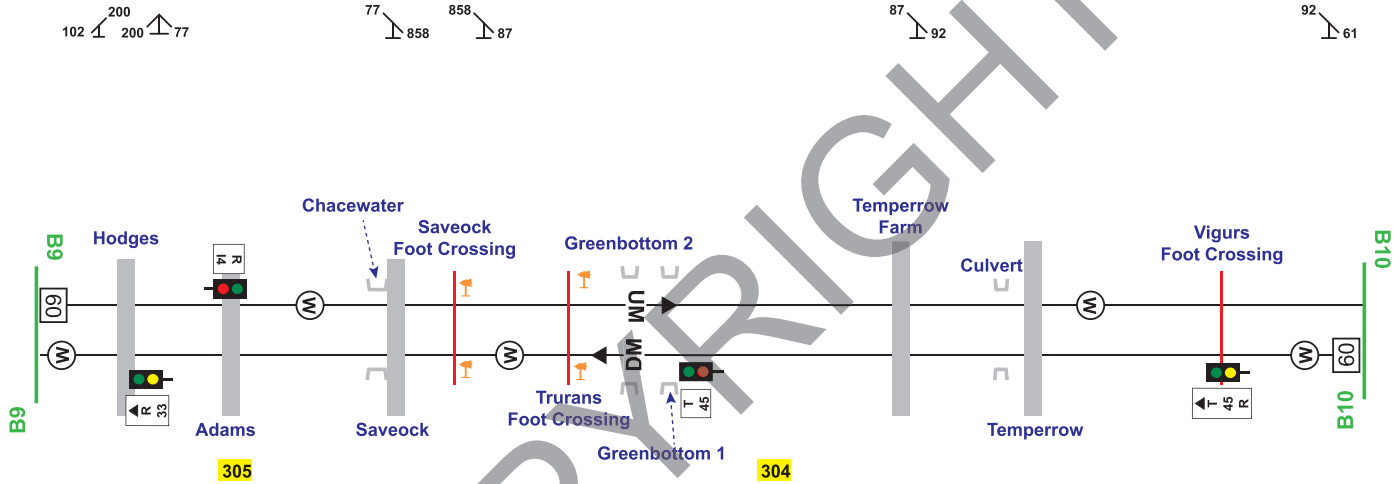 200
102
200
77
77
858
858
87
87
92
92
61
Chacewater
Saveock
Foot Crossing
Greenbottom 2
Temperrow
Farm
Culvert
Vigurs
Foot Crossing
Hodges
B9
B10
R
14
60
W
UM
W
W
W
DM
W
60
R
33
T
45
T
45
R
Trurans
Foot Crossing
Adams
Saveock
Temperrow
Greenbottom 1
B9
B10
305
304
PYRIGHT